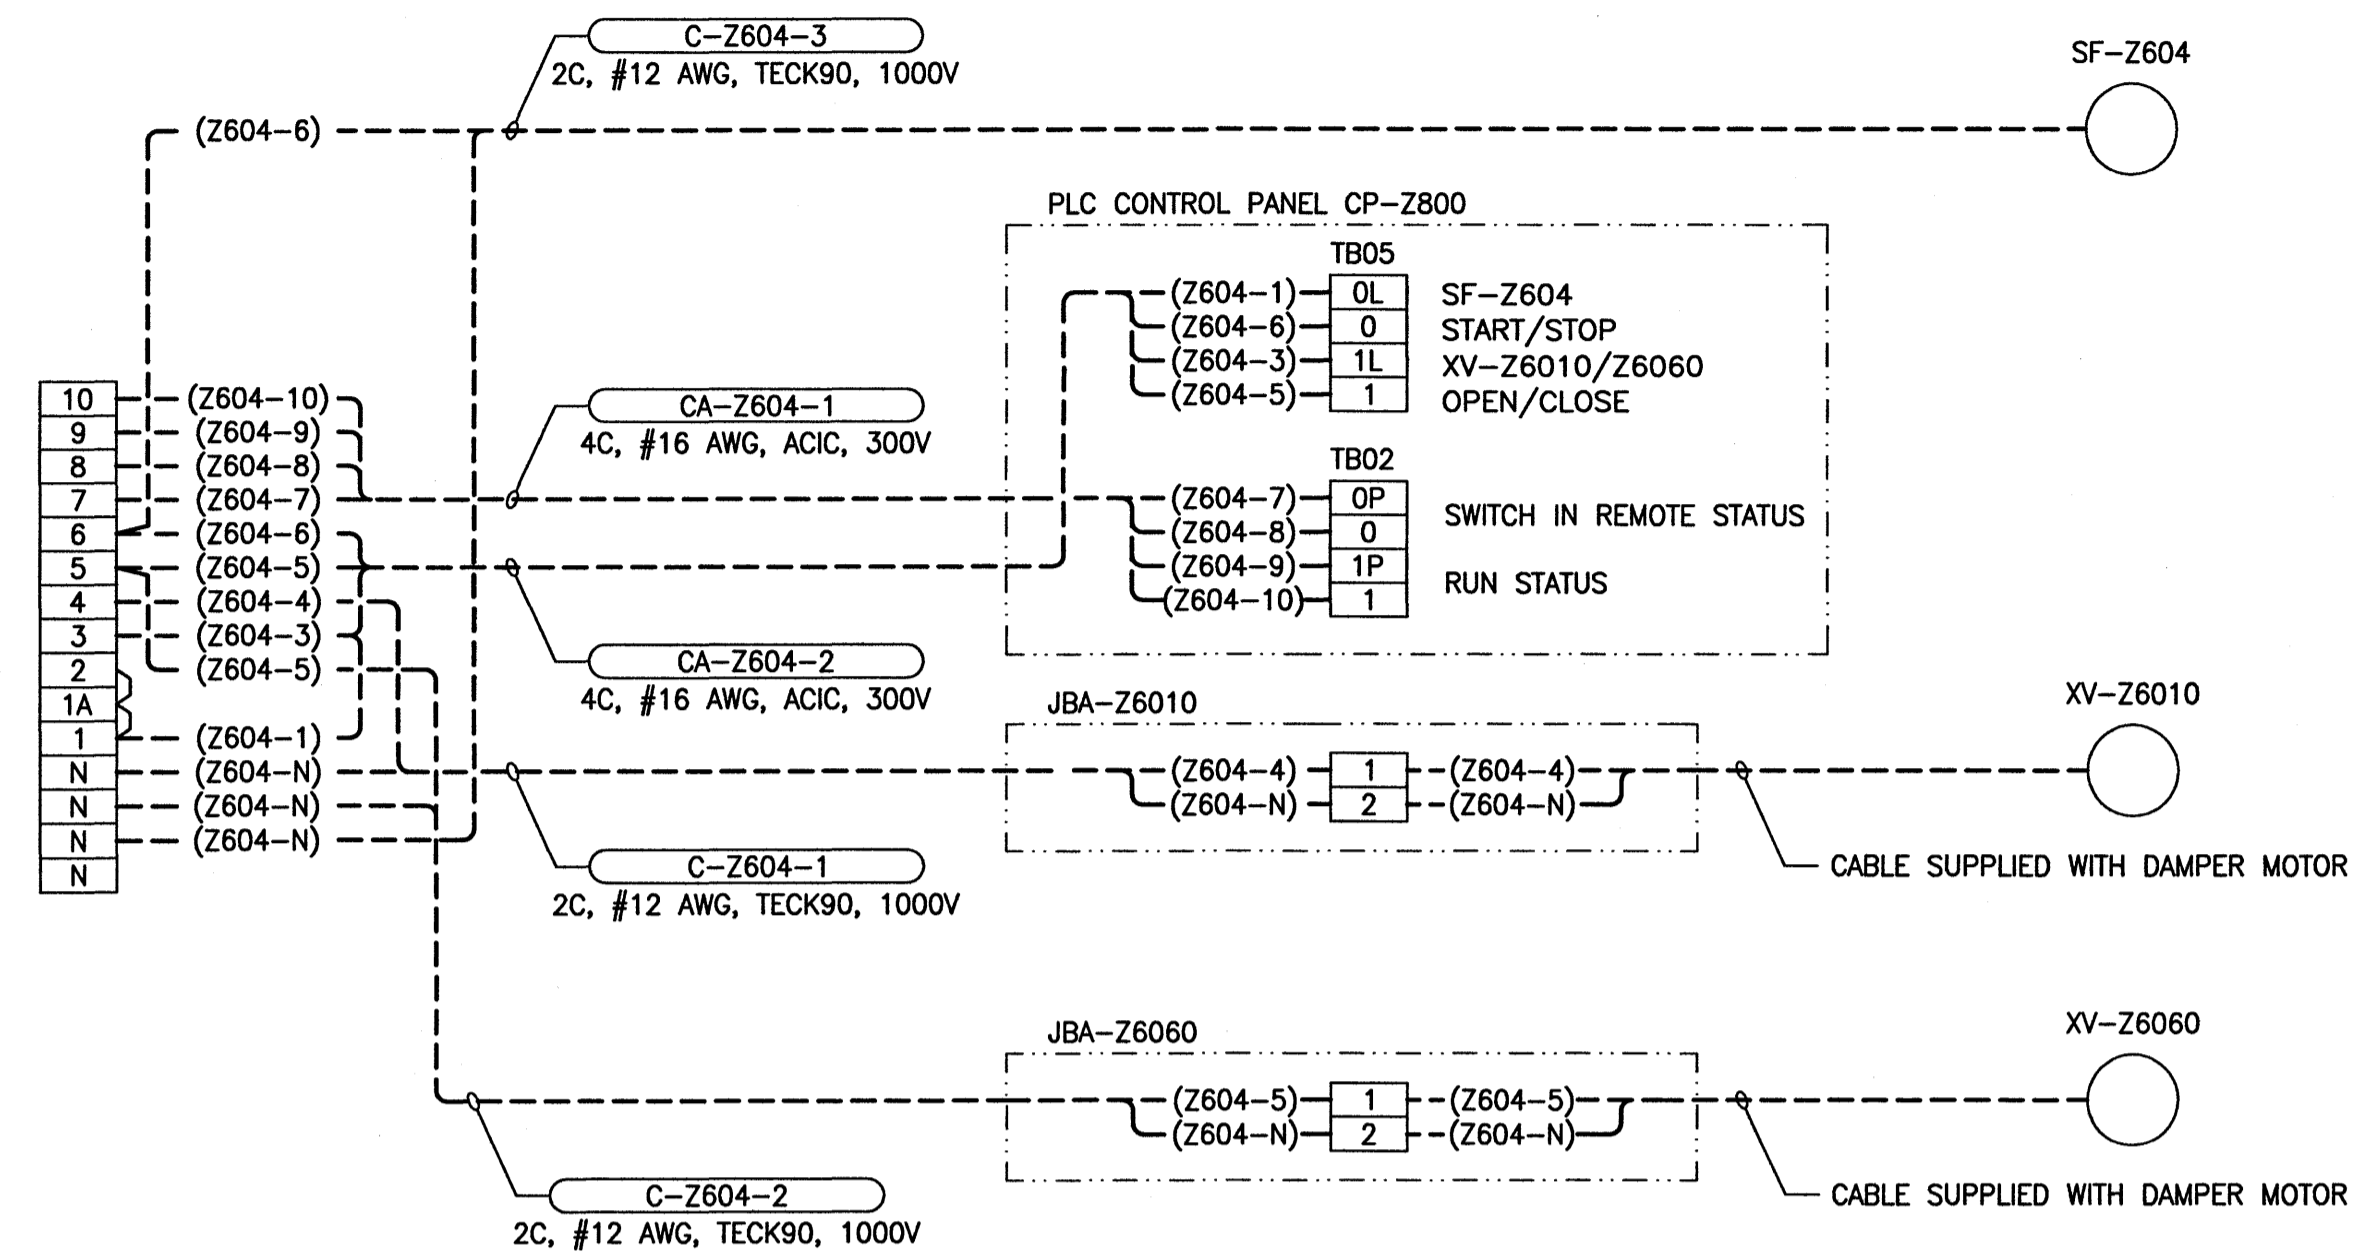 C-Z604-3
2C, #12 AWG, TECK90, 1000V
SF-Z604
(Z604-6)
PLC CONTROL PANEL CP-Z800
TB05
(Z604-1) 0L SF-Z604
(Z604-6) 0 START/STOP
(Z604-3) 1L XV-Z6010/Z6060
(Z604-5) 1 OPEN/CLOSE
TB02
(Z604-7) 0P SWITCH IN REMOTE STATUS
(Z604-8) 0
(Z604-9) 1P RUN STATUS
(Z604-10) 1
10 (Z604-10)
9 (Z604-9)
8 (Z604-8)
7 (Z604-7)
6 (Z604-6)
5 (Z604-5)
4 (Z604-4)
3 (Z604-3)
2 (Z604-5)
1A
1 (Z604-1)
N (Z604-N)
N (Z604-N)
N (Z604-N)
N
CA-Z604-1
4C, #16 AWG, ACIC, 300V
CA-Z604-2
4C, #16 AWG, ACIC, 300V
C-Z604-1
2C, #12 AWG, TECK90, 1000V
JBA-Z6010
(Z604-4) 1 (Z604-4)
(Z604-N) 2 (Z604-N)
XV-Z6010
CABLE SUPPLIED WITH DAMPER MOTOR
JBA-Z6060
(Z604-5) 1 (Z604-5)
(Z604-N) 2 (Z604-N)
XV-Z6060
CABLE SUPPLIED WITH DAMPER MOTOR
C-Z604-2
2C, #12 AWG, TECK90, 1000V